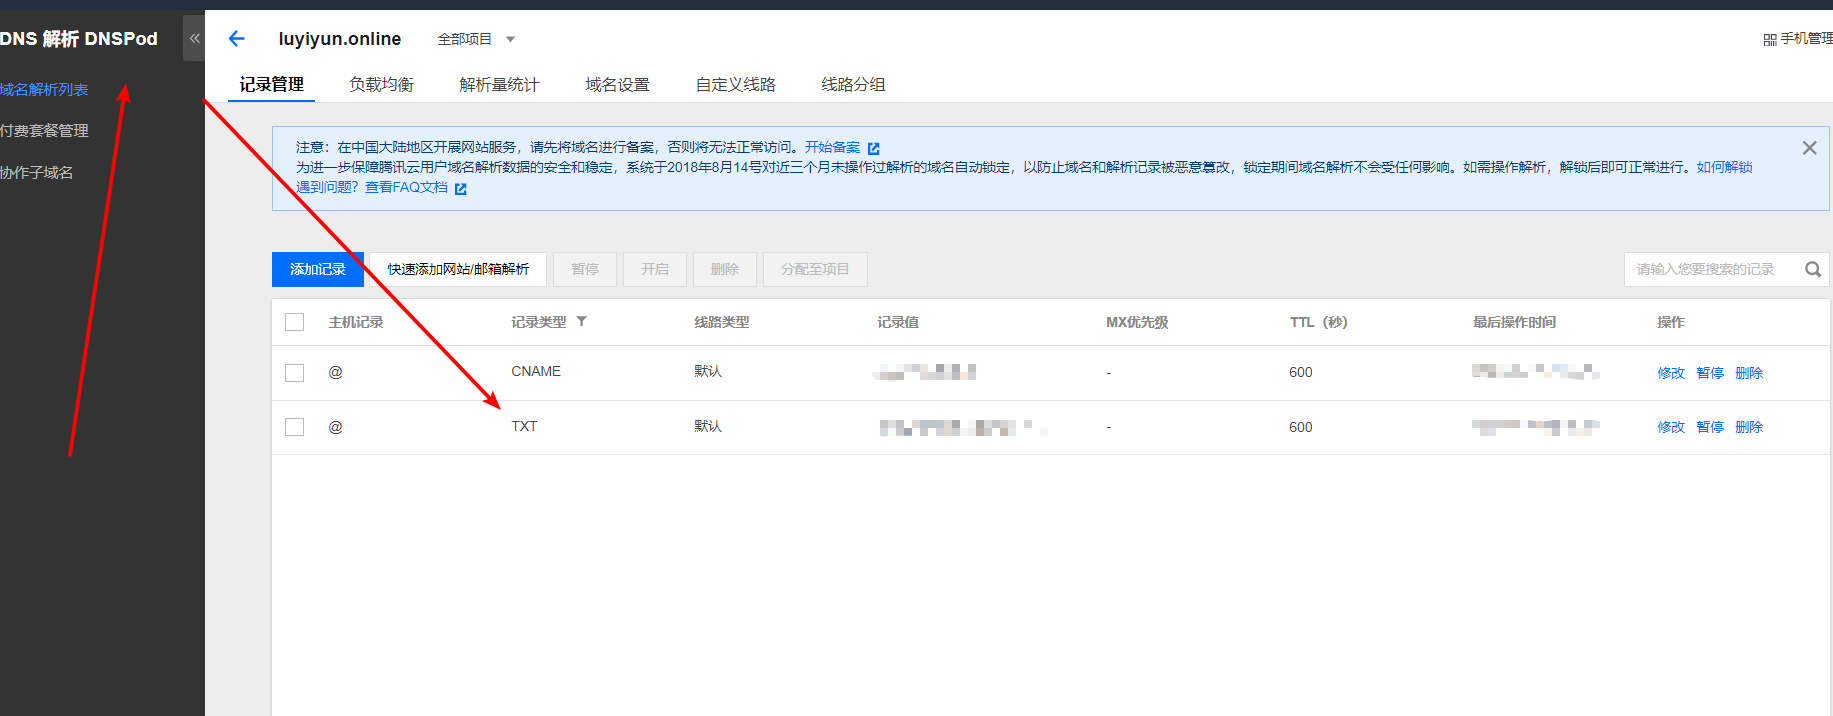 DNS 解析 DNSPod
域名解析列表
付费套餐管理
协作子域名
luyiyun.online 全部项目
手机管理
记录管理 负载均衡 解析量统计 域名设置 自定义线路 线路分组
注意：在中国大陆地区开展网站服务，请先将域名进行备案，否则将无法正常访问。开始备案
为进一步保障腾讯云用户域名解析数据的安全和稳定，系统于2018年8月14号对近三个月未操作过解析的域名自动锁定，以防止域名和解析记录被恶意篡改，锁定期间域名解析不会受任何影响。如需操作解析，解锁后即可正常进行。如何解锁
遇到问题？查看FAQ文档
添加记录 快速添加网站/邮箱解析 暂停 开启 删除 分配至项目 请输入您要搜索的记录
主机记录 记录类型 线路类型 记录值 MX优先级 TTL（秒） 最后操作时间 操作
@ CNAME 默认 - 600 修改 暂停 删除
@ TXT 默认 - 600 修改 暂停 删除